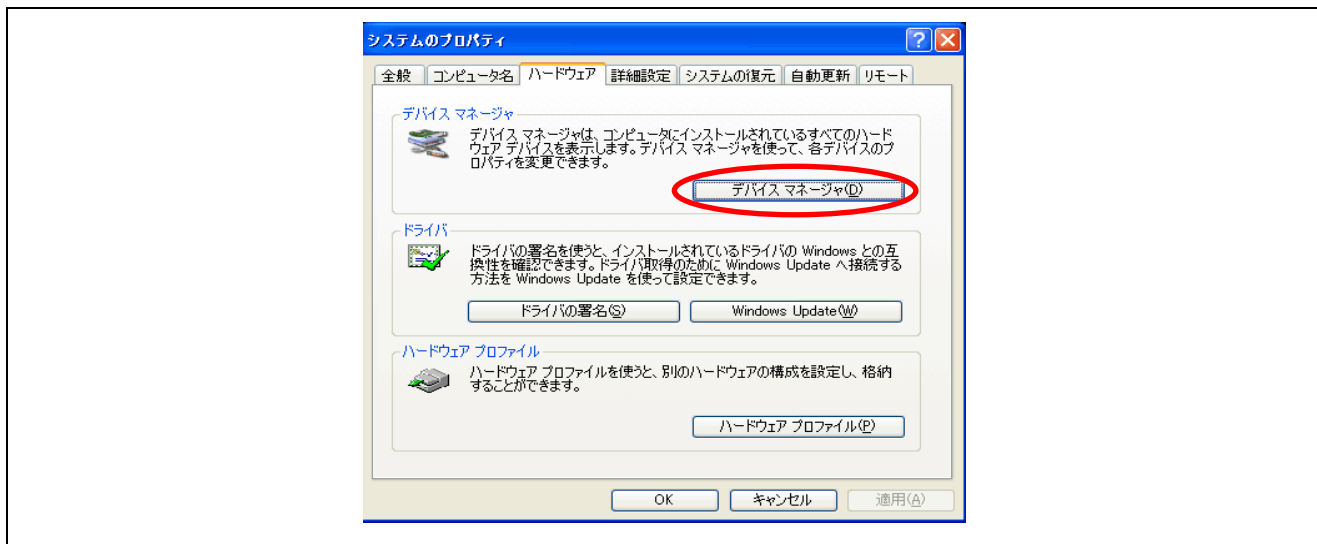 システムのプロパティ
全般 コンピュータ名 ハードウェア 詳細設定 システムの復元 自動更新 リモート
デバイス マネージャ
デバイス マネージャは、コンピュータにインストールされているすべてのハード
ウェア デバイスを表示します。デバイス マネージャを使って、各デバイスのプ
ロパティを変更できます。
デバイス マネージャ(D)
ドライバ
ドライバの署名を使うと、インストールされているドライバの Windows との互
換性を確認できます。ドライバ取得のために Windows Update へ接続する
方法を Windows Update を使って設定できます。
ドライバの署名(S) Windows Update(W)
ハードウェア プロファイル
ハードウェア プロファイルを使うと、別のハードウェアの構成を設定し、格納
することができます。
ハードウェア プロファイル(P)
OK キャンセル 適用(A)